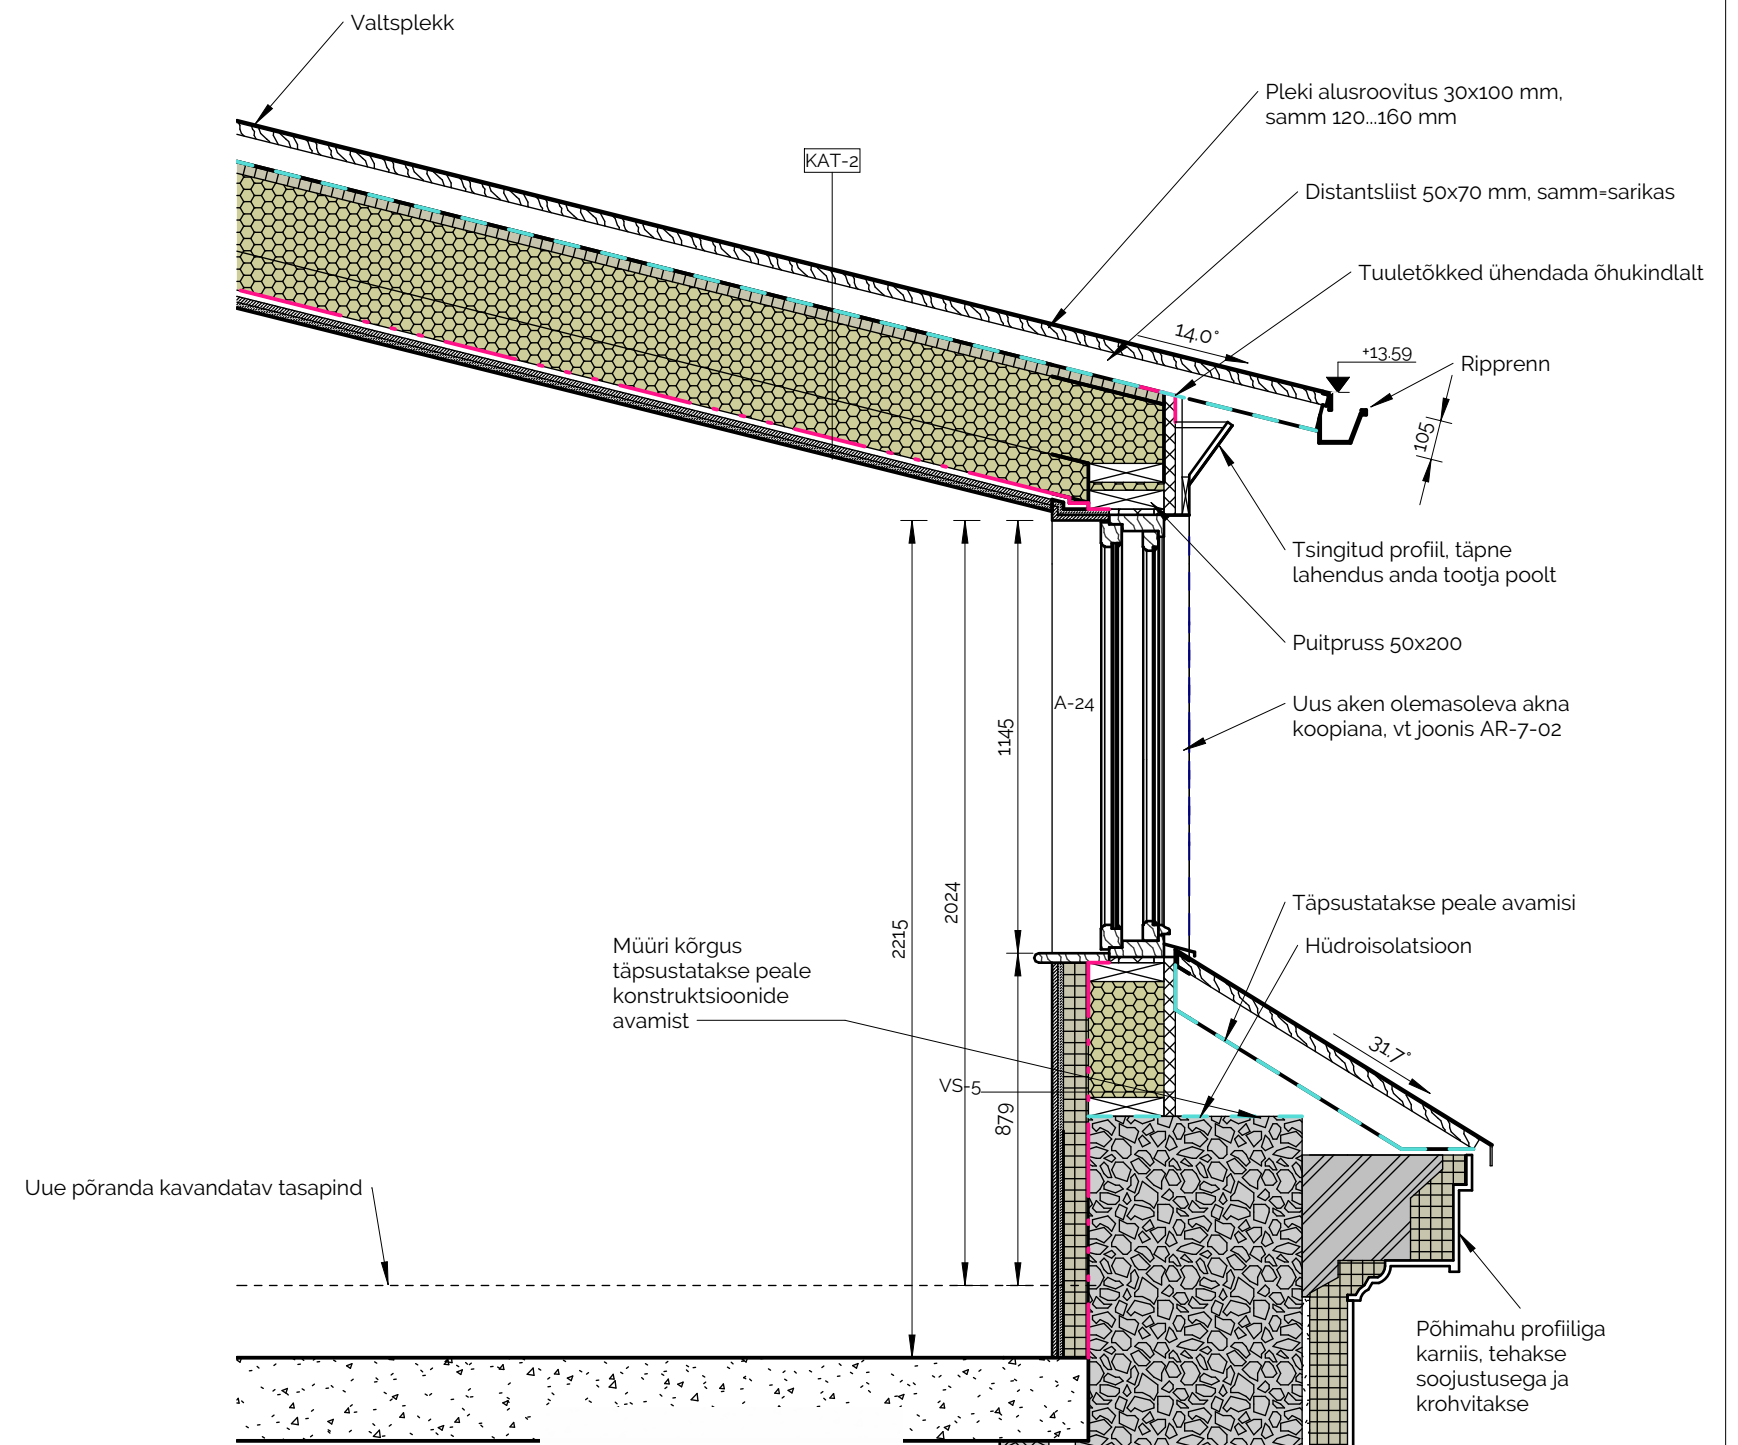 Valtsplekk
Pleki alusroovitus 30x100 mm,
samm 120...160 mm
KAT-2
Distantsliist 50x70 mm, samm=sarikas
Tuuletõkked ühendada õhukindlalt
14.0°
+13.59
Ripprenn
105
Tsingitud profiil, täpne
lahendus anda tootja poolt
Puitpruss 50x200
A-24
Uus aken olemasoleva akna
koopiana, vt joonis AR-7-02
1145
2024
2215
Täpsustatakse peale avamisi
Hüdroisolatsioon
Müüri kõrgus
täpsustatakse peale
konstruktsioonide
avamist
31.7°
VS-5
879
Uue põranda kavandatav tasapind
Põhimahu profiiliga
karniis, tehakse
soojustusega ja
krohvitakse